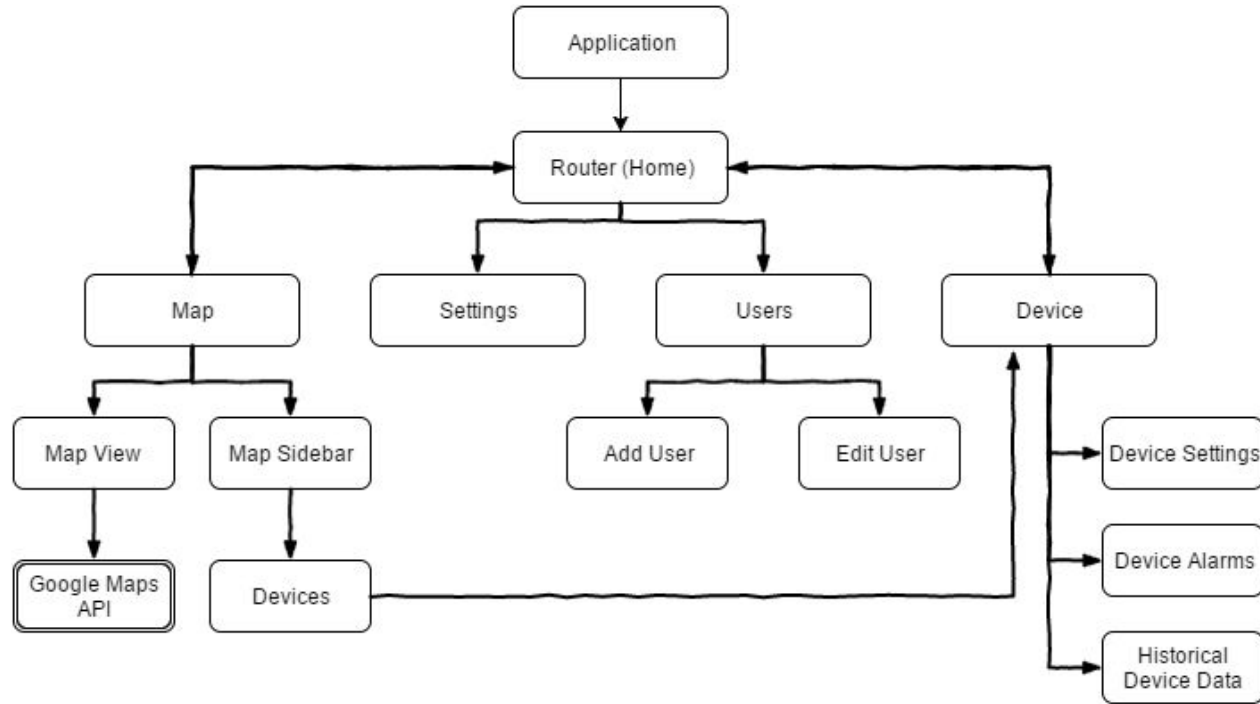 Application
Router (Home)
Map
Settings
Users
Device
Map View
Map Sidebar
Add User
Edit User
Device Settings
Google Maps
API
Devices
Device Alarms
Historical
Device Data